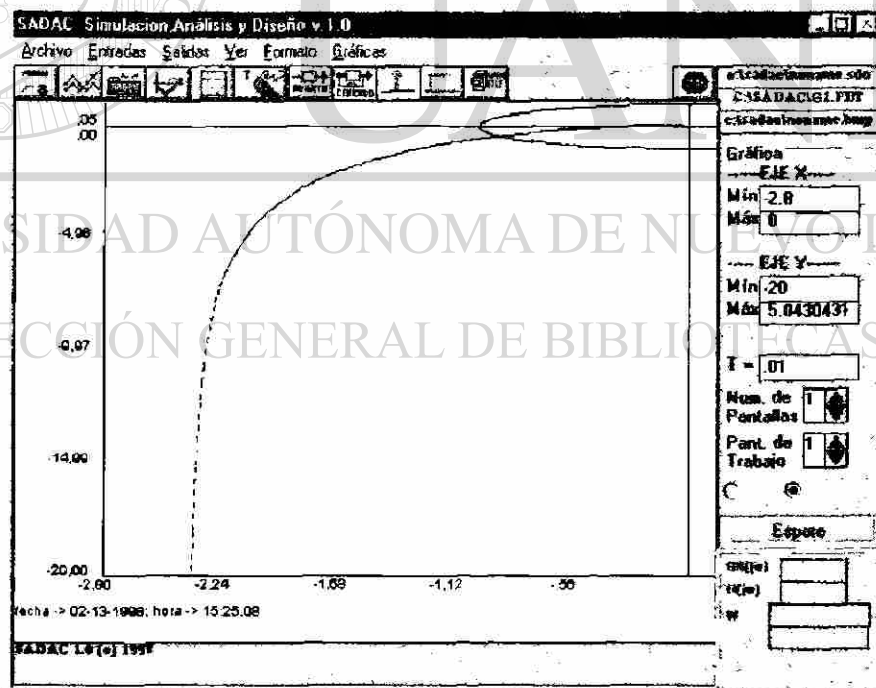 SADAC Simulacion,Análisis y Diseño v.1.0
Archivo Entradas Salidas Ver Formato Gráficas
C:\SADAC\G1.FDT
Gráfica
----EJE X----
Mín -2.8
Máx 0
---- EJE Y----
Mín -20
Máx 5.0430431
T = .01
Num. de Pantallas 1
Pant. de Trabajo 1
Espere
W
.05
.00
-4,98
-9,97
-14,99
-20,00
-2,80 -2,24 -1,69 -1,12 -,56
fecha -> 02-13-1998; hora -> 15:25:08
SADAC 1.0 [c] 1997
UAN
SIDAD AUTÓNOMA DE NUEVO L
ECCIÓN GENERAL DE BIBLIOTECAS